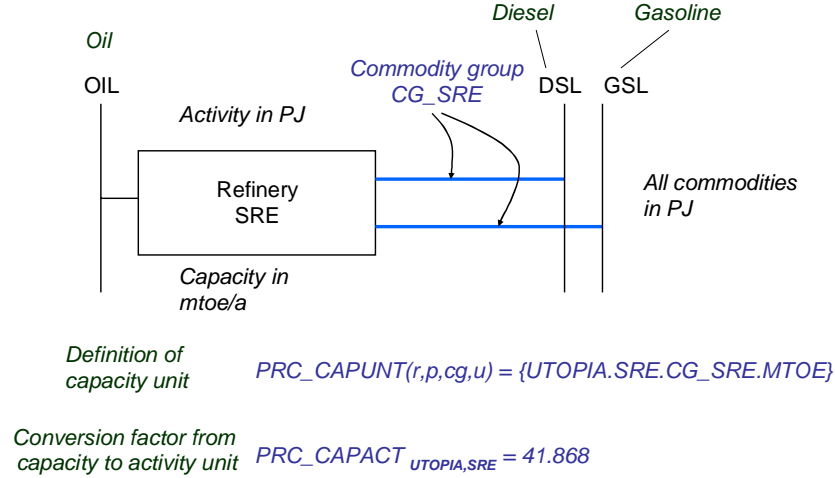 Diesel
Gasoline
Oil
Commodity group
CG_SRE
OIL
DSL
GSL
Activity in PJ
Refinery
SRE
All commodities
in PJ
Capacity in
mtoe/a
Definition of
capacity unit
PRC_CAPUNT(r,p,cg,u) = {UTOPIA.SRE.CG_SRE.MTOE}
Conversion factor from
capacity to activity unit
PRC_CAPACT UTOPIA,SRE = 41.868